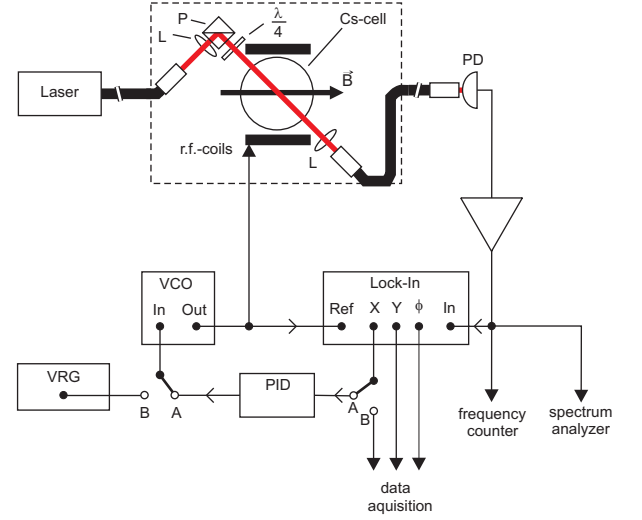 P
λ
4
L
Cs-cell
PD
Laser
B⃗
r.f.-coils
L
VCO
In Out
Lock-In
Ref X Y ϕ In
VRG
B
A
PID
A
B
frequency
counter
spectrum
analyzer
data
aquisition